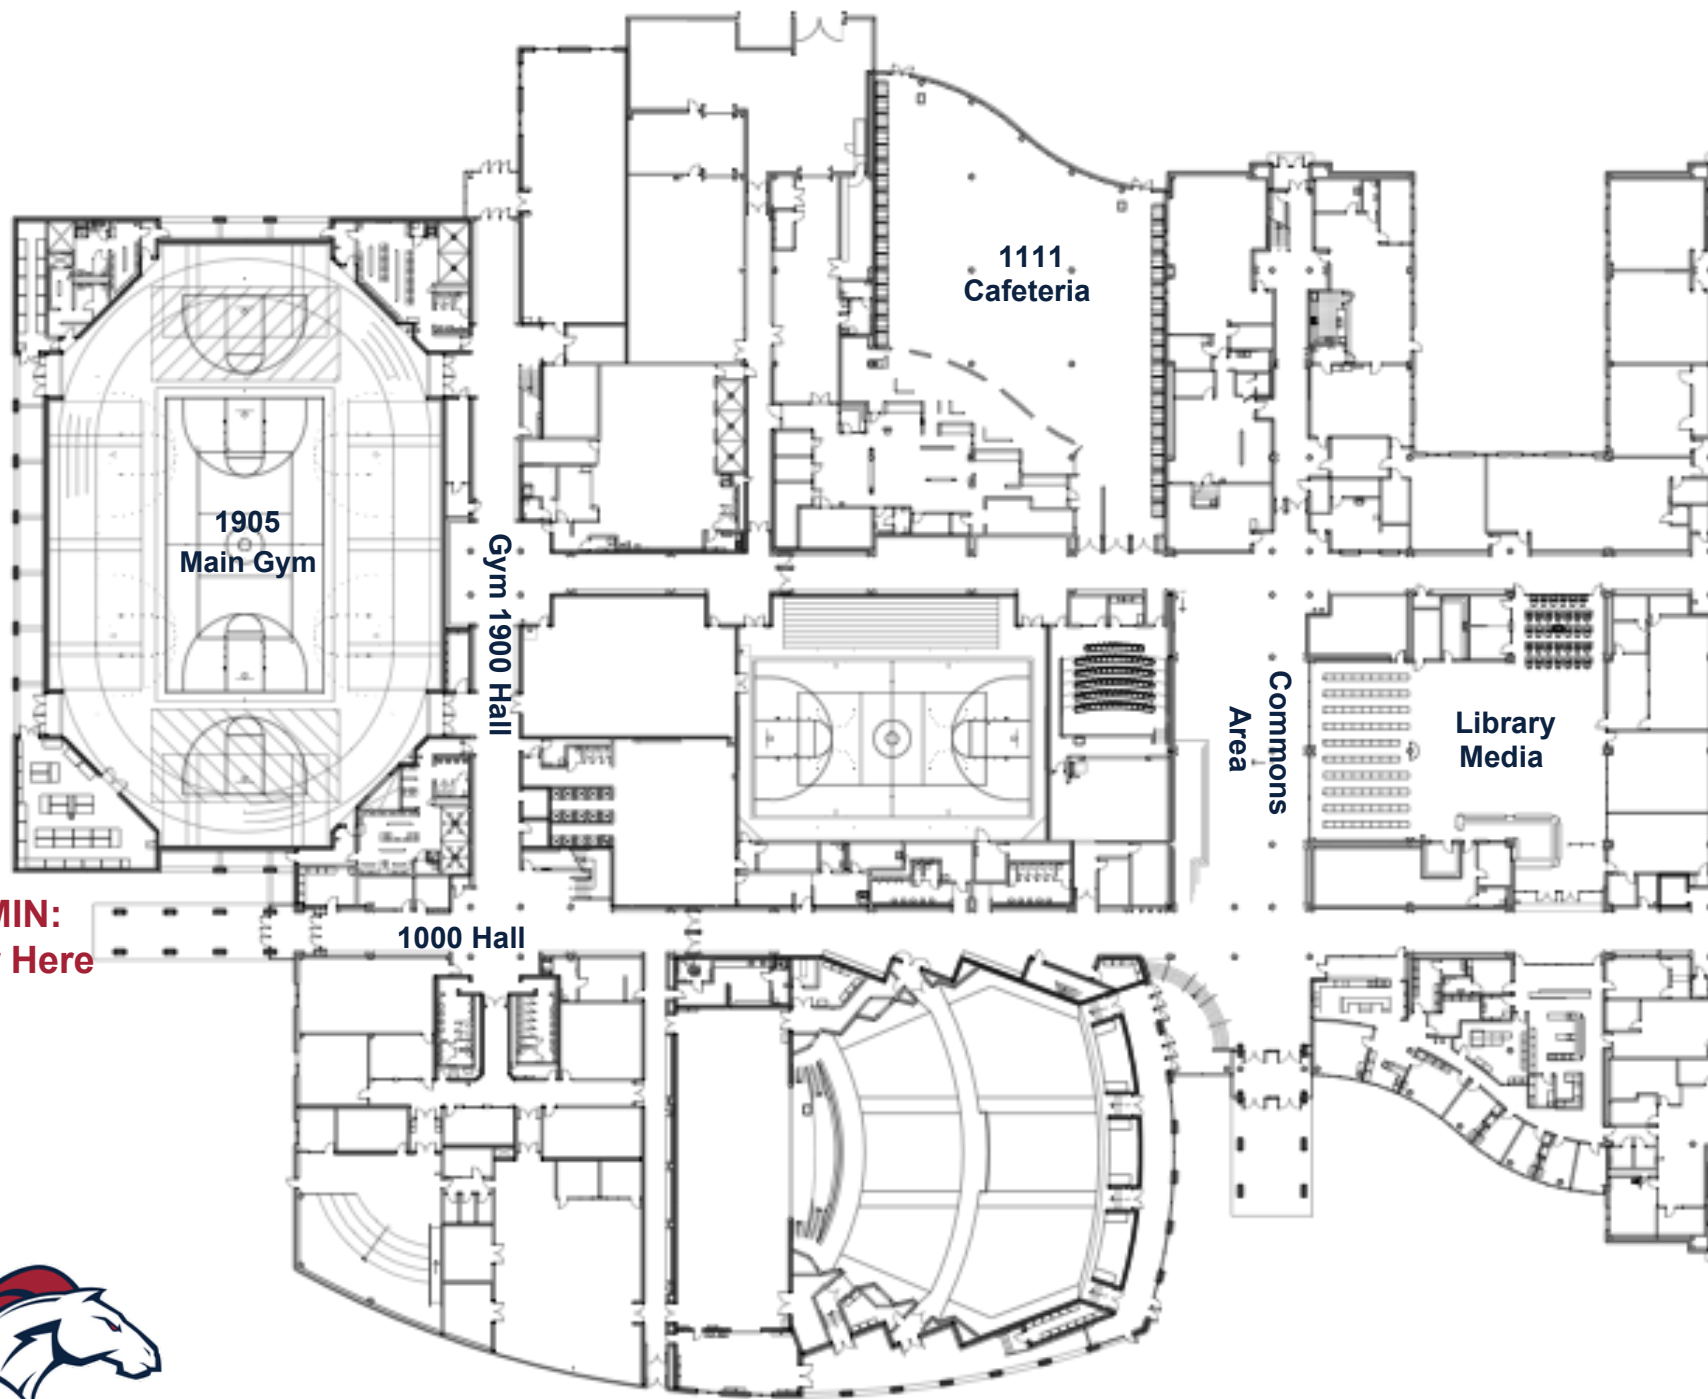 1111
Cafeteria
1905
Main Gym
Gym 1900 Hall
Commons
Area
Library
Media
MIN:
Here
1000 Hall